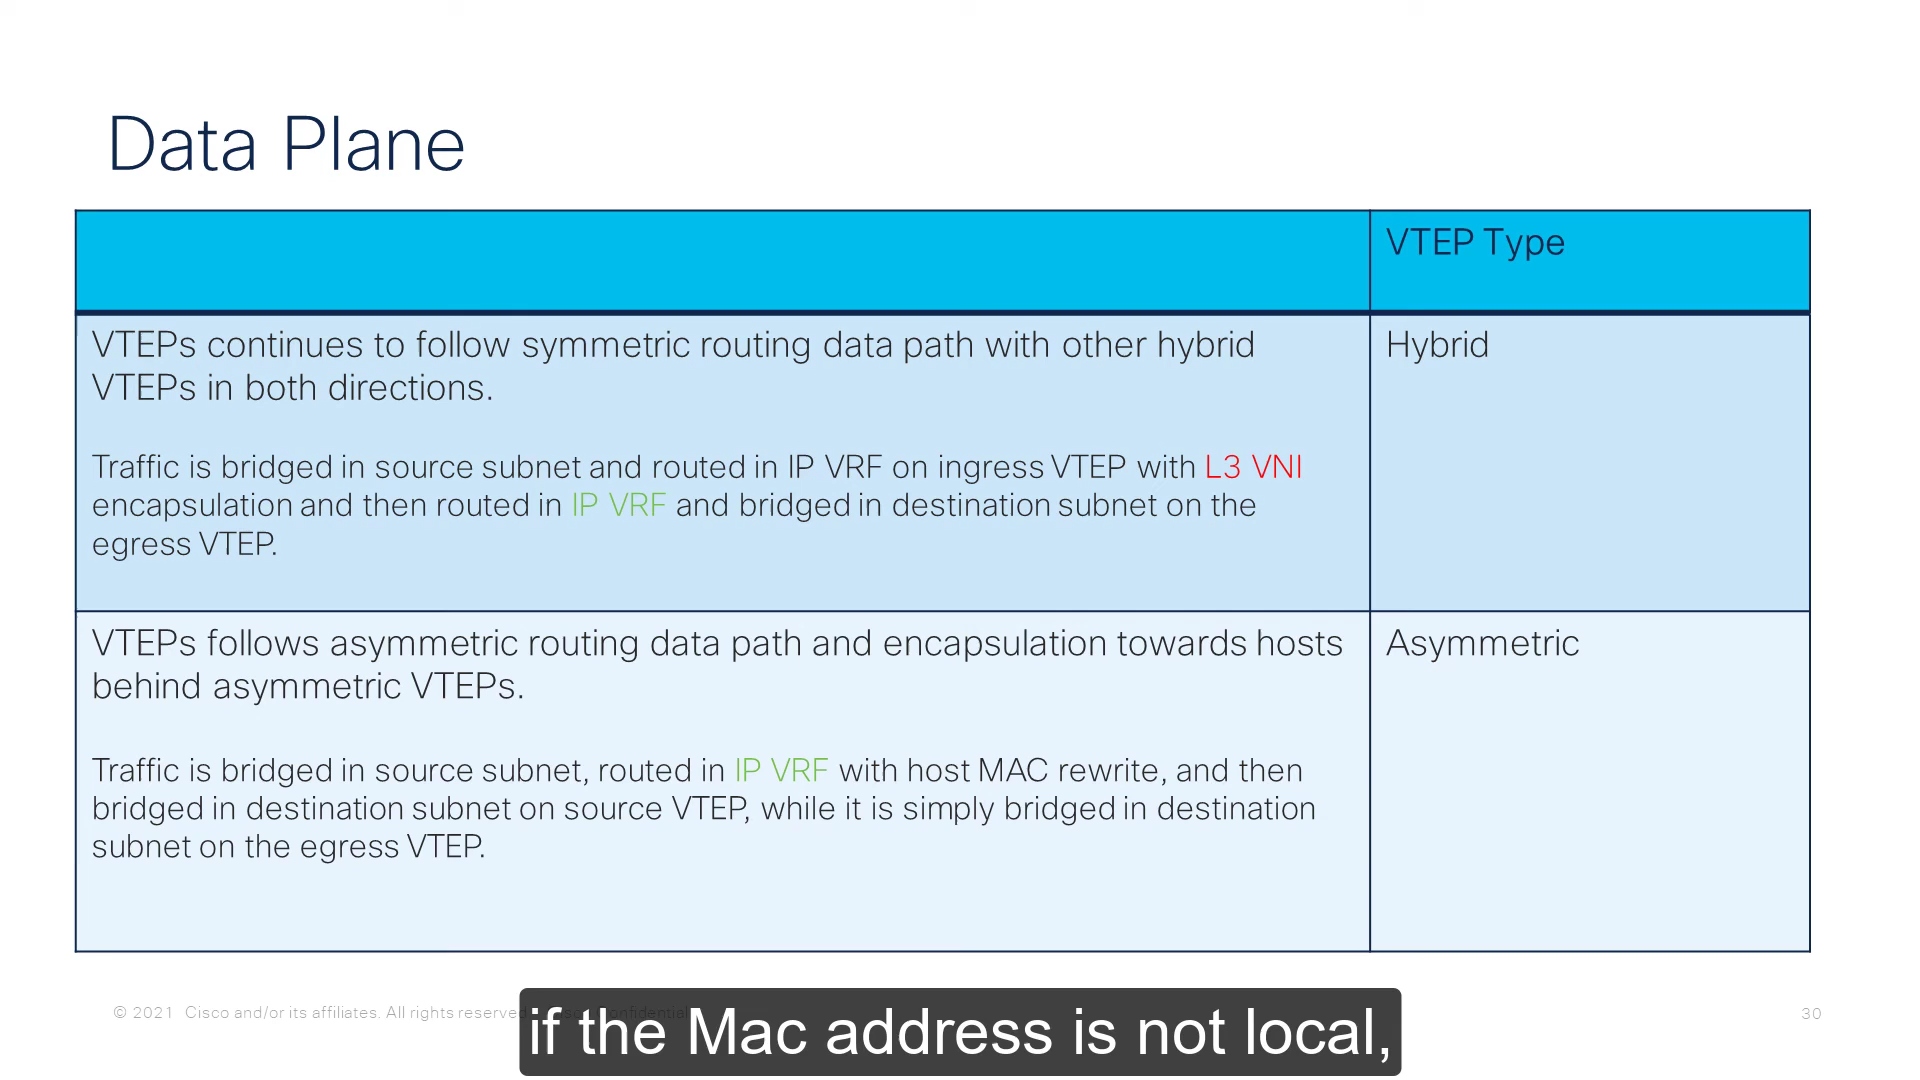 Data Plane
VTEP Type
VTEPs continues to follow symmetric routing data path with other hybrid
VTEPs in both directions.
Hybrid
Traffic is bridged in source subnet and routed in IP VRF on ingress VTEP with L3 VNI
encapsulation and then routed in IP VRF and bridged in destination subnet on the
egress VTEP.
VTEPs follows asymmetric routing data path and encapsulation towards hosts
behind asymmetric VTEPs.
Asymmetric
Traffic is bridged in source subnet, routed in IP VRF with host MAC rewrite, and then
bridged in destination subnet on source VTEP, while it is simply bridged in destination
subnet on the egress VTEP.
© 2021 Cisco and/or its affiliates. All rights reserved
30
if the Mac address is not local,